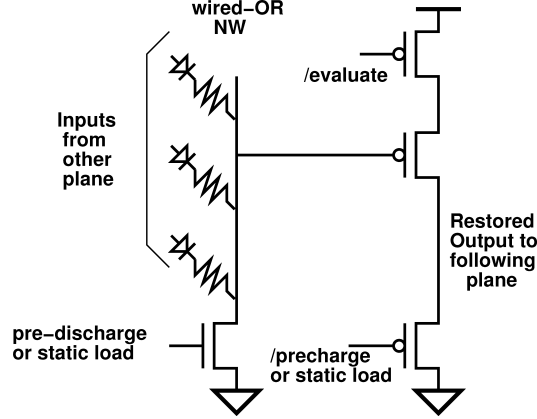 wired–OR
NW
/evaluate
Inputs
from
other
plane
Restored
Output to
following
plane
pre–discharge
or static load
/precharge
or static load